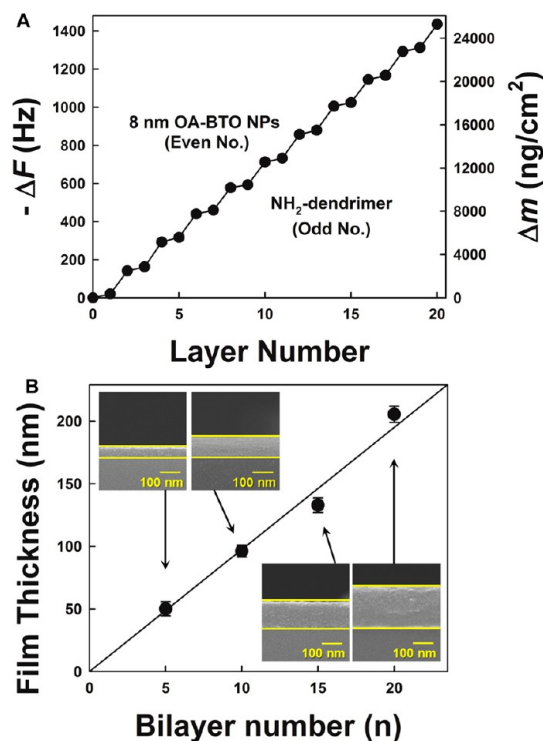 A
- ΔF (Hz)
1400
1200
1000
800
600
400
200
0
8 nm OA-BTO NPs
(Even No.)
NH₂-dendrimer
(Odd No.)
24000
20000
16000
12000
8000
4000
0
Δm (ng/cm²)
0 5 10 15 20
Layer Number
B
Film Thickness (nm)
200
150
100
50
0
100 nm
100 nm
100 nm
100 nm
0 5 10 15 20
Bilayer number (n)